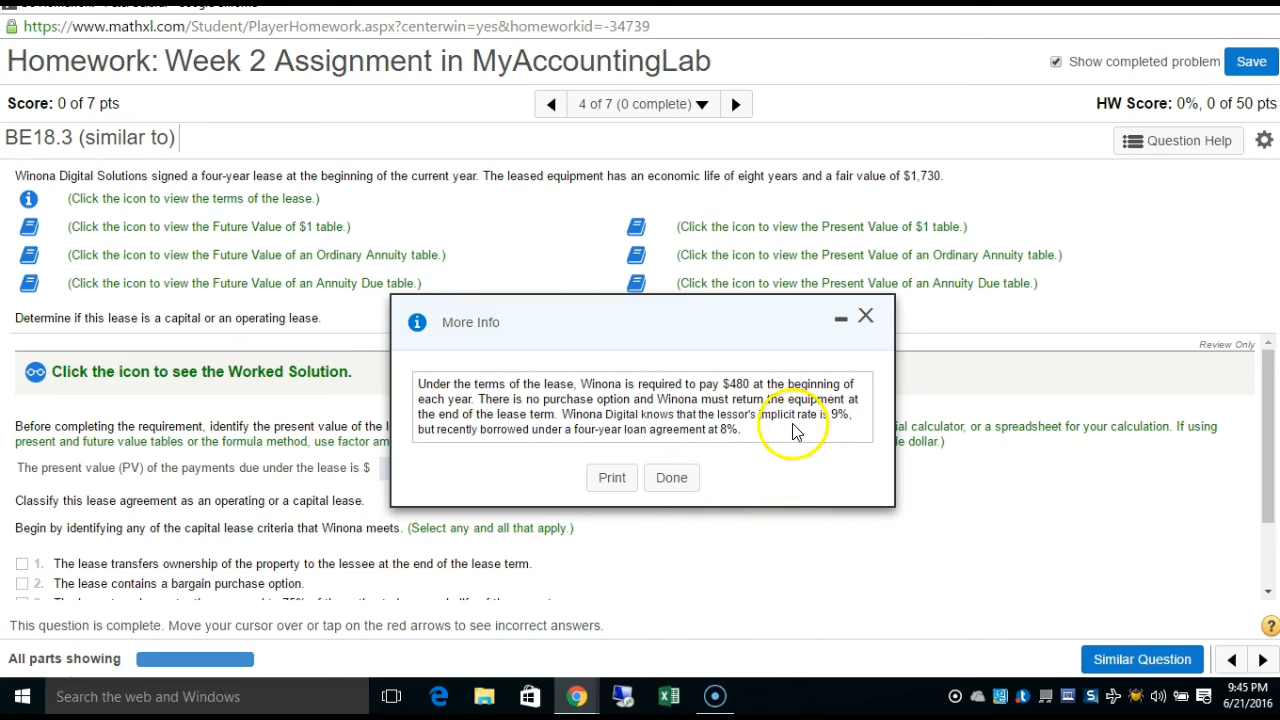 https://www.mathxl.com/Student/PlayerHomework.aspx?centerwin=yes&homeworkid=-34739
Homework: Week 2 Assignment in MyAccountingLab
Show completed problem
Save
Score: 0 of 7 pts
4 of 7 (0 complete)
HW Score: 0%, 0 of 50 pts
BE18.3 (similar to)
Question Help
Winona Digital Solutions signed a four-year lease at the beginning of the current year. The leased equipment has an economic life of eight years and a fair value of $1,730.
(Click the icon to view the terms of the lease.)
(Click the icon to view the Future Value of $1 table.)
(Click the icon to view the Present Value of $1 table.)
(Click the icon to view the Future Value of an Ordinary Annuity table.)
(Click the icon to view the Present Value of an Ordinary Annuity table.)
(Click the icon to view the Future Value of an Annuity Due table.)
(Click the icon to view the Present Value of an Annuity Due table.)
Determine if this lease is a capital or an operating lease.
More Info
Under the terms of the lease, Winona is required to pay $480 at the beginning of
each year. There is no purchase option and Winona must return the equipment at
the end of the lease term. Winona Digital knows that the lessor's implicit rate is 9%,
but recently borrowed under a four-year loan agreement at 8%.
Print
Done
Review Only
Click the icon to see the Worked Solution.
Before completing the requirement, identify the present value of the l
ial calculator, or a spreadsheet for your calculation. If using
present and future value tables or the formula method, use factor am
le dollar.)
The present value (PV) of the payments due under the lease is $
Classify this lease agreement as an operating or a capital lease.
Begin by identifying any of the capital lease criteria that Winona meets. (Select any and all that apply.)
1. The lease transfers ownership of the property to the lessee at the end of the lease term.
2. The lease contains a bargain purchase option.
This question is complete. Move your cursor over or tap on the red arrows to see incorrect answers.
All parts showing
Similar Question
Search the web and Windows
9:45 PM
6/21/2016